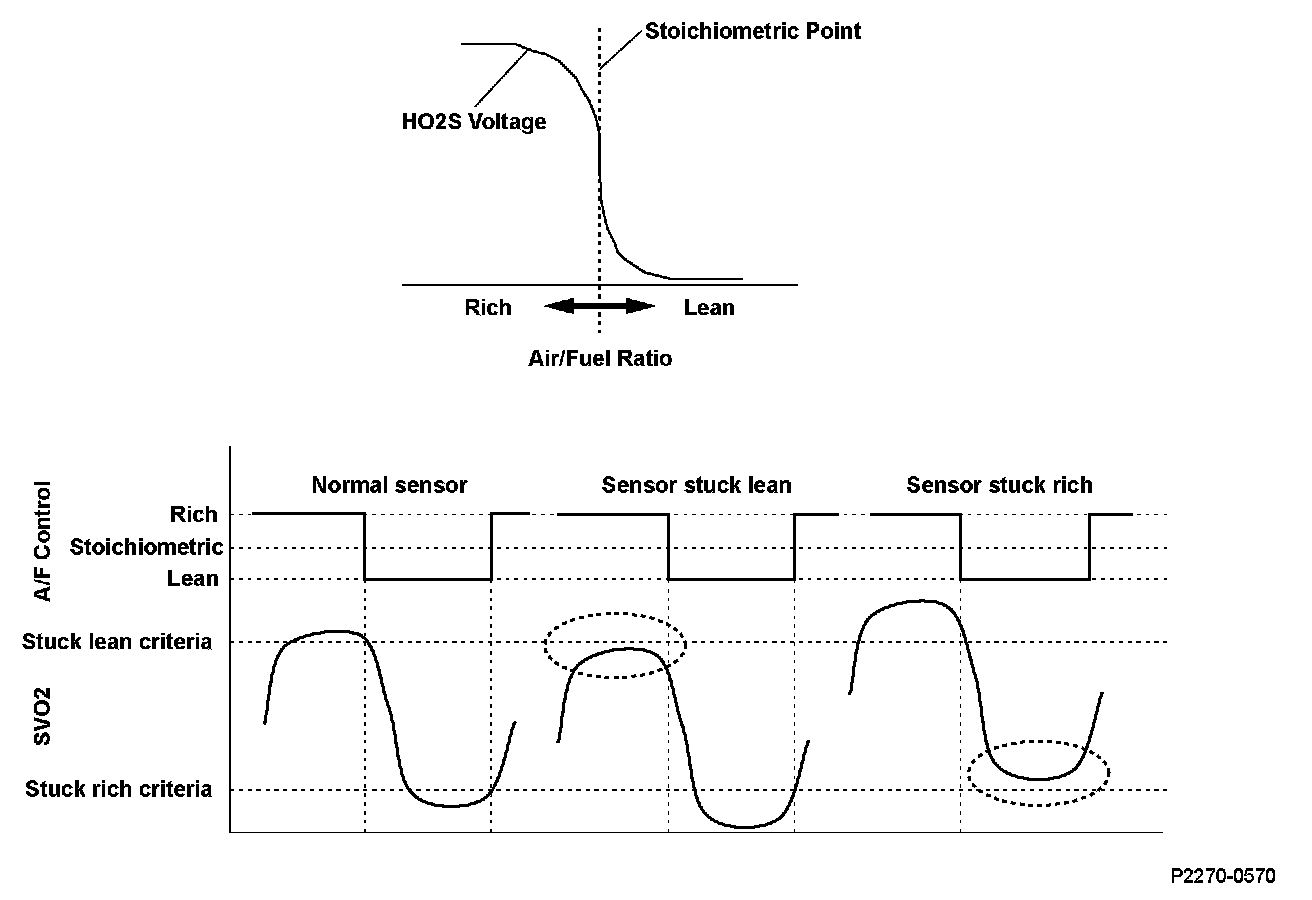 Stoichiometric Point
HO2S Voltage
Rich
Lean
Air/Fuel Ratio
A/F Control
Normal sensor
Sensor stuck lean
Sensor stuck rich
Rich
Stoichiometric
Lean
Stuck lean criteria
SVO2
Stuck rich criteria
P2270-0570